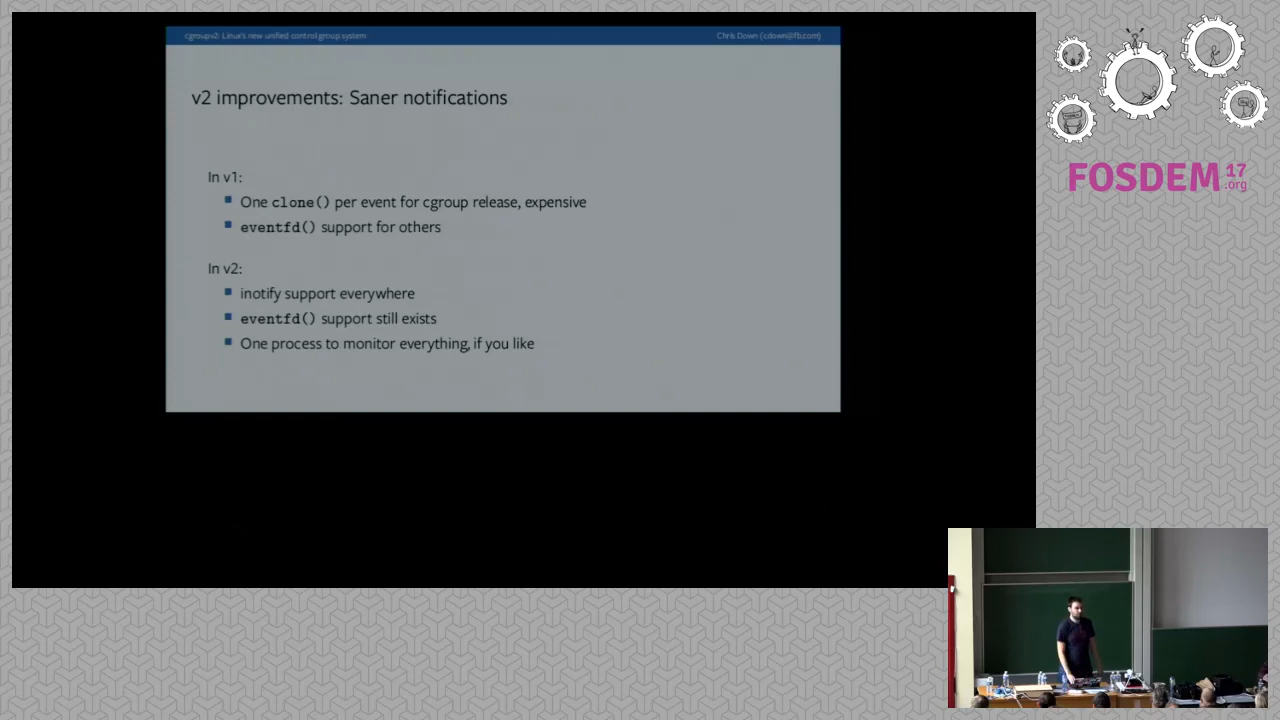 cgroupv2: Linux's new unified control group system
Chris Down (cdown@fb.com)
v2 improvements: Saner notifications
In v1:
One clone() per event for cgroup release, expensive
eventfd() support for others
In v2:
inotify support everywhere
eventfd() support still exists
One process to monitor everything, if you like
FOSDEM 17
.org